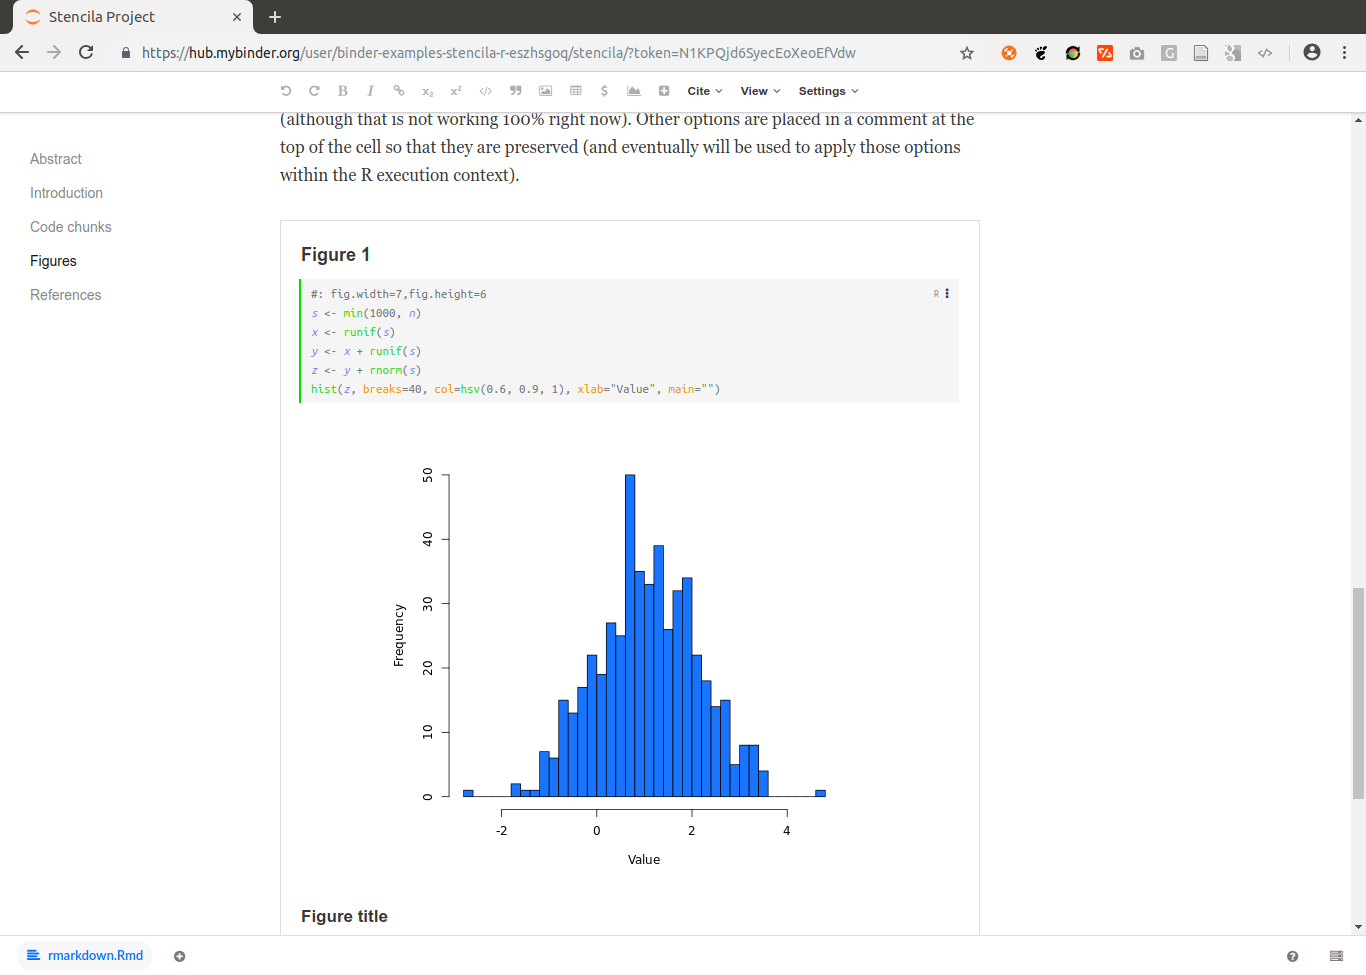 Stencila Project
https://hub.mybinder.org/user/binder-examples-stencila-r-eszhsgoq/stencila/?token=N1KPQjd6SyecEoXeoEfVdw
B I x₂ x² </> $ Cite View Settings
(although that is not working 100% right now). Other options are placed in a comment at the
top of the cell so that they are preserved (and eventually will be used to apply those options
within the R execution context).
Abstract
Introduction
Code chunks
Figures
References
Figure 1
#: fig.width=7,fig.height=6
R
s <- min(1000, n)
x <- runif(s)
y <- x + runif(s)
z <- y + rnorm(s)
hist(z, breaks=40, col=hsv(0.6, 0.9, 1), xlab="Value", main="")
Frequency
50
40
30
20
10
0
-2 0 2 4
Value
Figure title
rmarkdown.Rmd